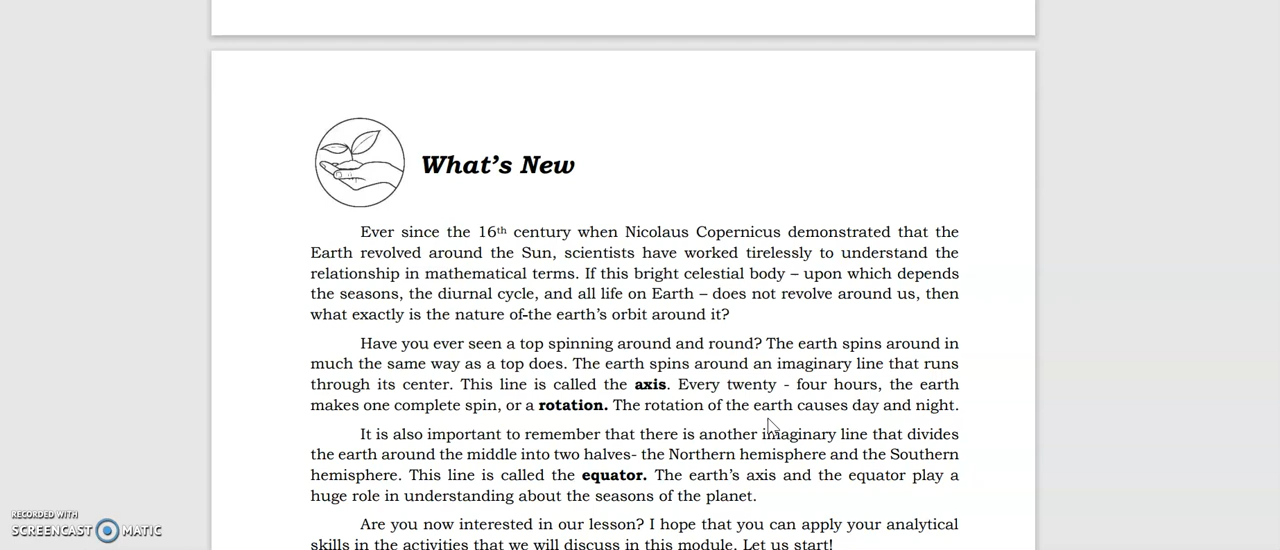 What's New
Ever since the 16th century when Nicolaus Copernicus demonstrated that the
Earth revolved around the Sun, scientists have worked tirelessly to understand the
relationship in mathematical terms. If this bright celestial body – upon which depends
the seasons, the diurnal cycle, and all life on Earth – does not revolve around us, then
what exactly is the nature of-the earth's orbit around it?
Have you ever seen a top spinning around and round? The earth spins around in
much the same way as a top does. The earth spins around an imaginary line that runs
through its center. This line is called the axis. Every twenty - four hours, the earth
makes one complete spin, or a rotation. The rotation of the earth causes day and night.
It is also important to remember that there is another imaginary line that divides
the earth around the middle into two halves- the Northern hemisphere and the Southern
hemisphere. This line is called the equator. The earth's axis and the equator play a
huge role in understanding about the seasons of the planet.
Are you now interested in our lesson? I hope that you can apply your analytical
skills in the activities that we will discuss in this module. Let us start!
RECORDED WITH
SCREENCAST MATIC